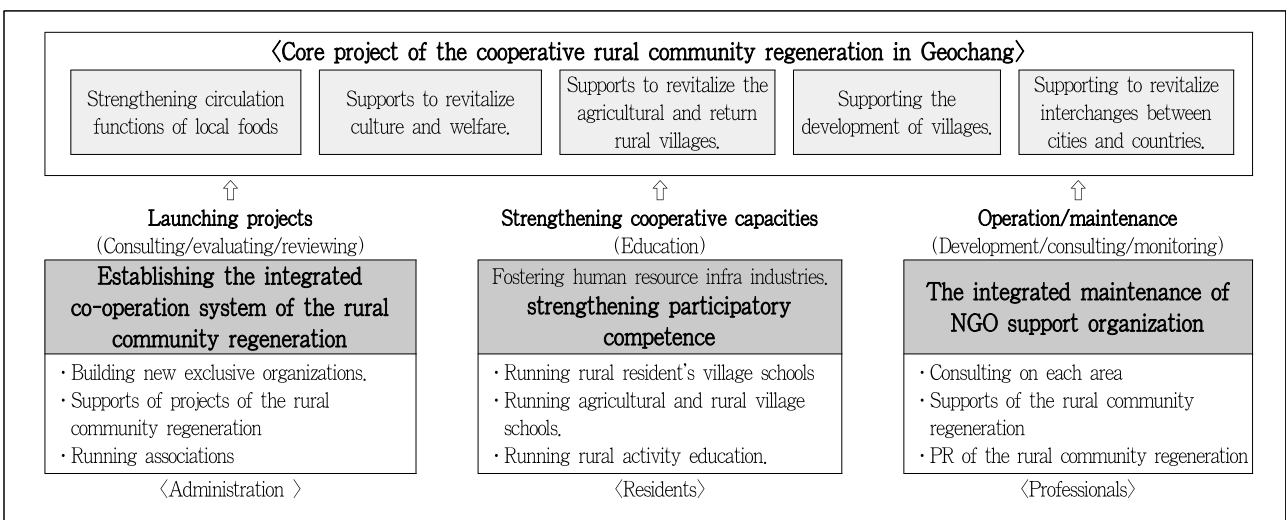 〈Core project of the cooperative rural community regeneration in Geochang〉
Strengthening circulation
functions of local foods
Supports to revitalize
culture and welfare.
Supports to revitalize the
agricultural and return
rural villages.
Supporting the
development of villages.
Supporting to revitalize
interchanges between
cities and countries.
Launching projects
(Consulting/evaluating/reviewing)
Establishing the integrated
co-operation system of the rural
community regeneration
· Building new exclusive organizations.
· Supports of projects of the rural
community regeneration
· Running associations
〈Administration 〉
Strengthening cooperative capacities
(Education)
Fostering human resource infra industries.
strengthening participatory
competence
· Running rural resident's village schools
· Running agricultural and rural village
schools.
· Running rural activity education.
〈Residents〉
Operation/maintenance
(Development/consulting/monitoring)
The integrated maintenance of
NGO support organization
· Consulting on each area
· Supports of the rural community
regeneration
· PR of the rural community regeneration
〈Professionals〉